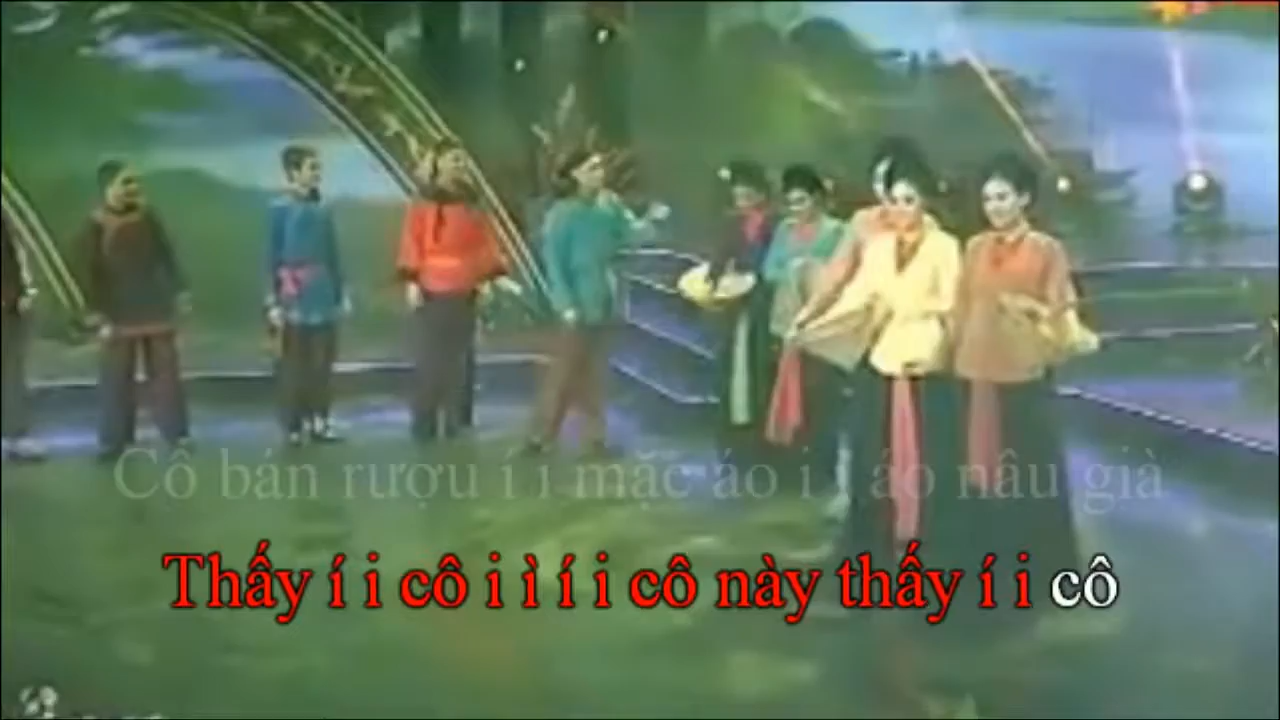 Cô bán rượu í i mặc áo i i áo nâu già
Thấy í i cô i ì í i cô này thấy í i cô